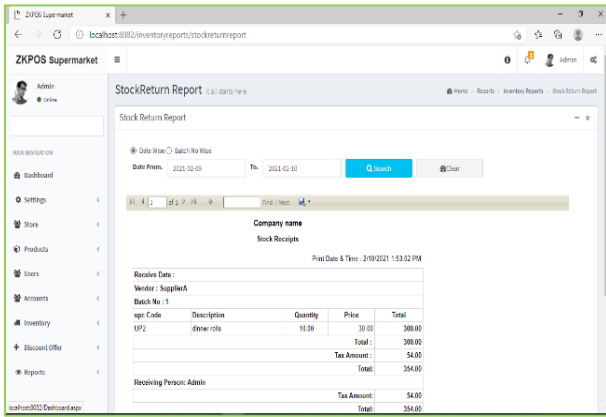 ZKPOS Supermarket
localhost:8082/inventoryreports/stockreturnreport
ZKPOS Supermarket
Admin
Admin
Online
StockReturn Report it all starts here
Home > Reports > Inventory Reports > Stock Return Report
Stock Return Report
MAIN NAVIGATION
Dashboard
Settings
Store
Products
Users
Accounts
Inventory
Discount Offer
Reports
Date Wise Batch No Wise
Date From. 2021-02-09 To. 2021-02-10 Search Clear
1 of 1 Find | Next
Company name
Stock Receipts
Print Date & Time : 2/10/2021 1:53:02 PM
Receive Date :
Vendor : SupplierA
Batch No : 1
upc Code Description Quantity Price Total
UP2 dinner rolls 10.00 30.00 300.00
Total : 300.00
Tax Amount : 54.00
Total: 354.00
Receiving Person: Admin
Tax Amount: 54.00
Total: 354.00
localhost:8082/Dashboard.aspx